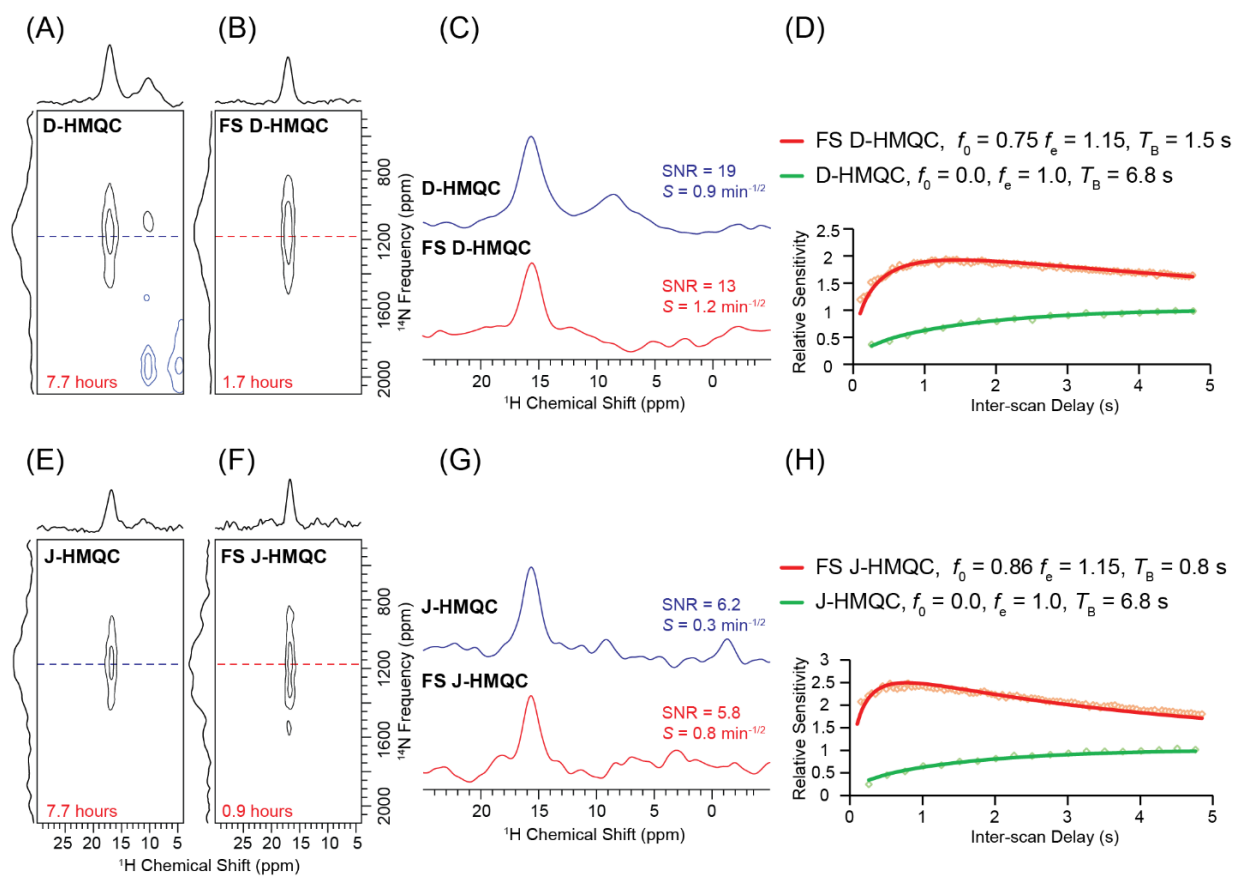 (A)
(B)
(C)
(D)
D-HMQC
FS D-HMQC
800
1200
1600
2000
¹⁴N Frequency (ppm)
7.7 hours
1.7 hours
D-HMQC
SNR = 19
S = 0.9 min⁻¹/²
FS D-HMQC
SNR = 13
S = 1.2 min⁻¹/²
20 15 10 5 0
¹H Chemical Shift (ppm)
FS D-HMQC, f₀ = 0.75 fₑ = 1.15, T_B = 1.5 s
D-HMQC, f₀ = 0.0, fₑ = 1.0, T_B = 6.8 s
Relative Sensitivity
2.5
2
1.5
1
0.5
0
0 1 2 3 4 5
Inter-scan Delay (s)
(E)
(F)
(G)
(H)
J-HMQC
FS J-HMQC
800
1200
1600
2000
¹⁴N Frequency (ppm)
7.7 hours
0.9 hours
25 20 15 10 5
25 20 15 10 5
¹H Chemical Shift (ppm)
J-HMQC
SNR = 6.2
S = 0.3 min⁻¹/²
FS J-HMQC
SNR = 5.8
S = 0.8 min⁻¹/²
20 15 10 5 0
¹H Chemical Shift (ppm)
FS J-HMQC, f₀ = 0.86 fₑ = 1.15, T_B = 0.8 s
J-HMQC, f₀ = 0.0, fₑ = 1.0, T_B = 6.8 s
Relative Sensitivity
3
2.5
2
1.5
1
0.5
0
0 1 2 3 4 5
Inter-scan Delay (s)